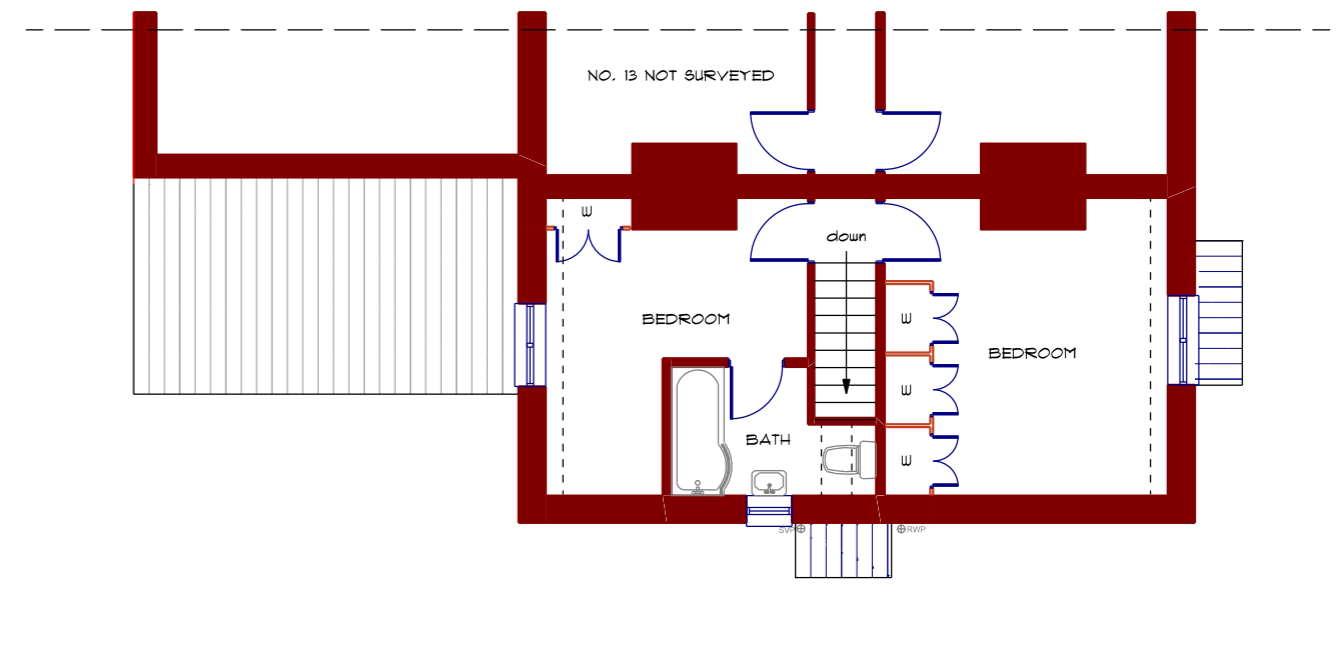 NO. 13 NOT SURVEYED
W
down
BEDROOM
W
BEDROOM
W
BATH
W
SVP
RWP